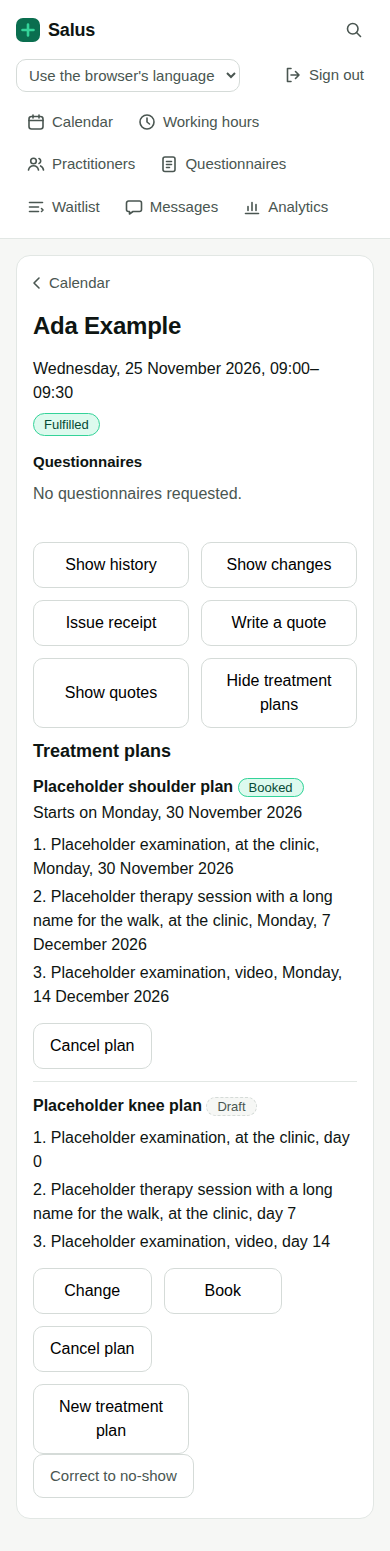 Salus
Use the browser's language
Sign out
Calendar
Working hours
Practitioners
Questionnaires
Waitlist
Messages
Analytics
Calendar
Ada Example
Wednesday, 25 November 2026, 09:00–
09:30
Fulfilled
Questionnaires
No questionnaires requested.
Show history
Show changes
Issue receipt
Write a quote
Show quotes
Hide treatment
plans
Treatment plans
Placeholder shoulder plan Booked
Starts on Monday, 30 November 2026
1. Placeholder examination, at the clinic,
Monday, 30 November 2026
2. Placeholder therapy session with a long
name for the walk, at the clinic, Monday, 7
December 2026
3. Placeholder examination, video, Monday,
14 December 2026
Cancel plan
Placeholder knee plan Draft
1. Placeholder examination, at the clinic, day
0
2. Placeholder therapy session with a long
name for the walk, at the clinic, day 7
3. Placeholder examination, video, day 14
Change
Book
Cancel plan
New treatment
plan
Correct to no-show